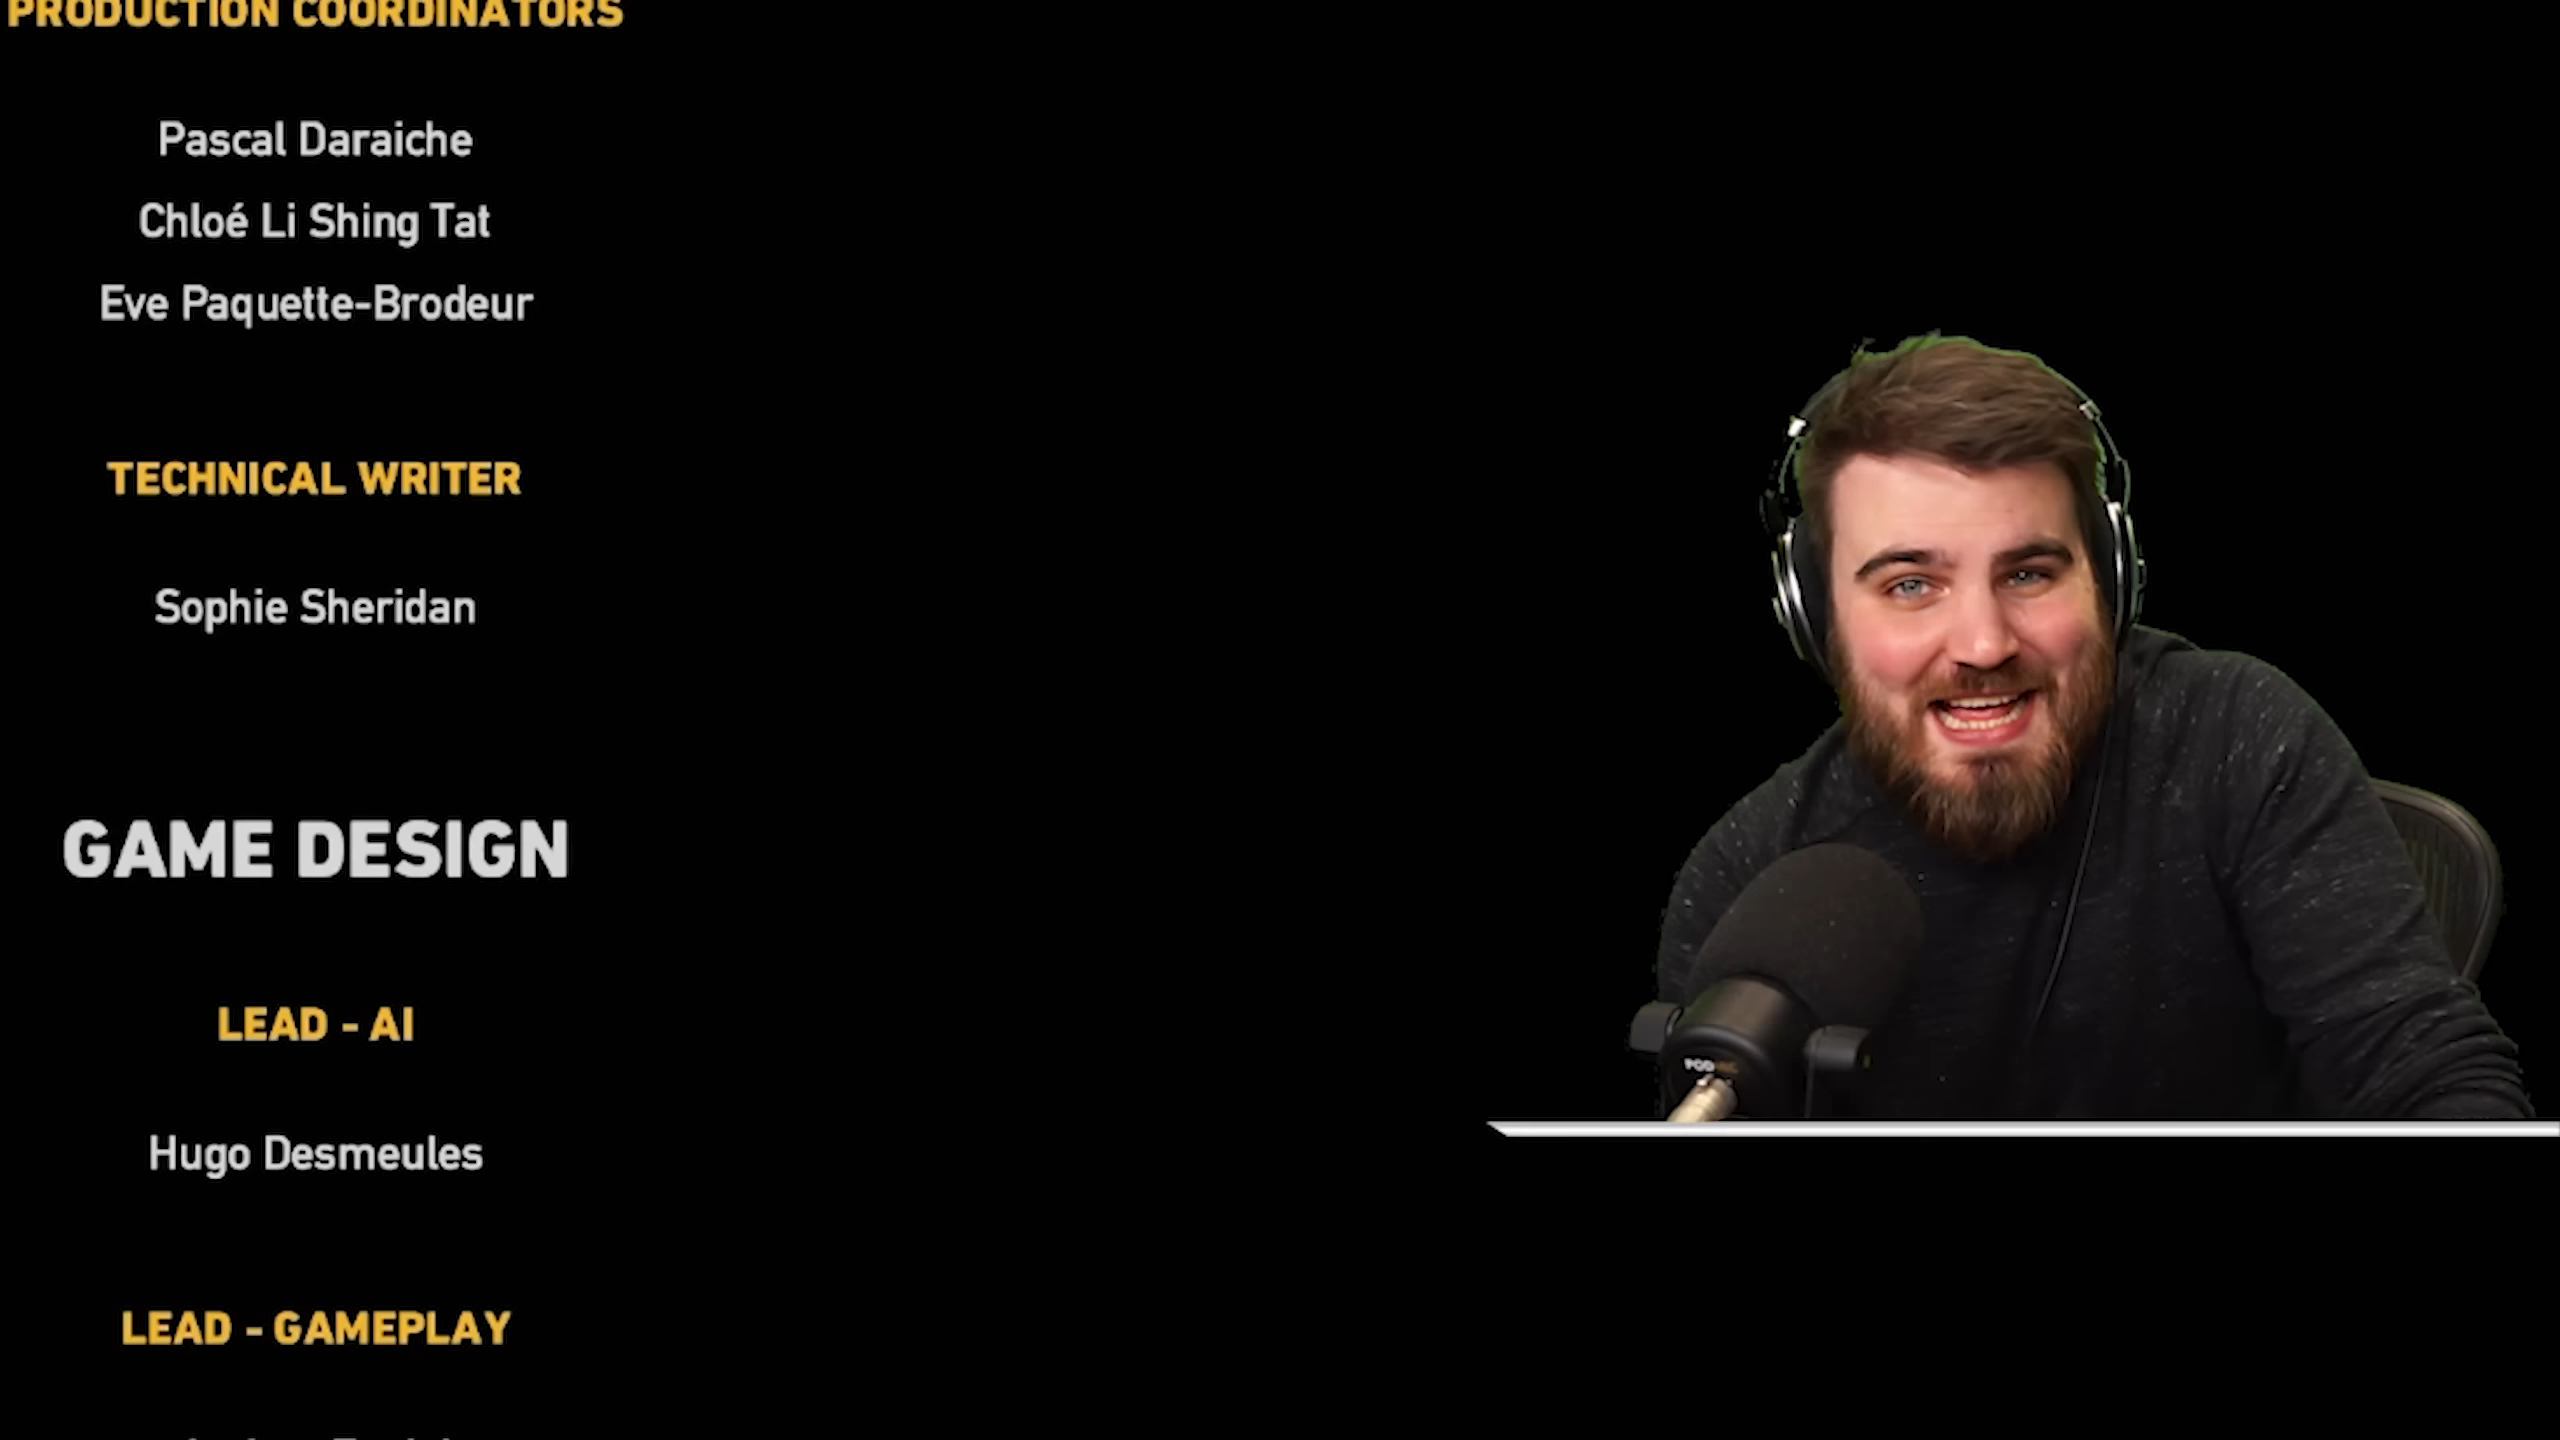 PRODUCTION COORDINATORS
Pascal Daraiche
Chloé Li Shing Tat
Eve Paquette-Brodeur
TECHNICAL WRITER
Sophie Sheridan
GAME DESIGN
LEAD - AI
Hugo Desmeules
LEAD - GAMEPLAY